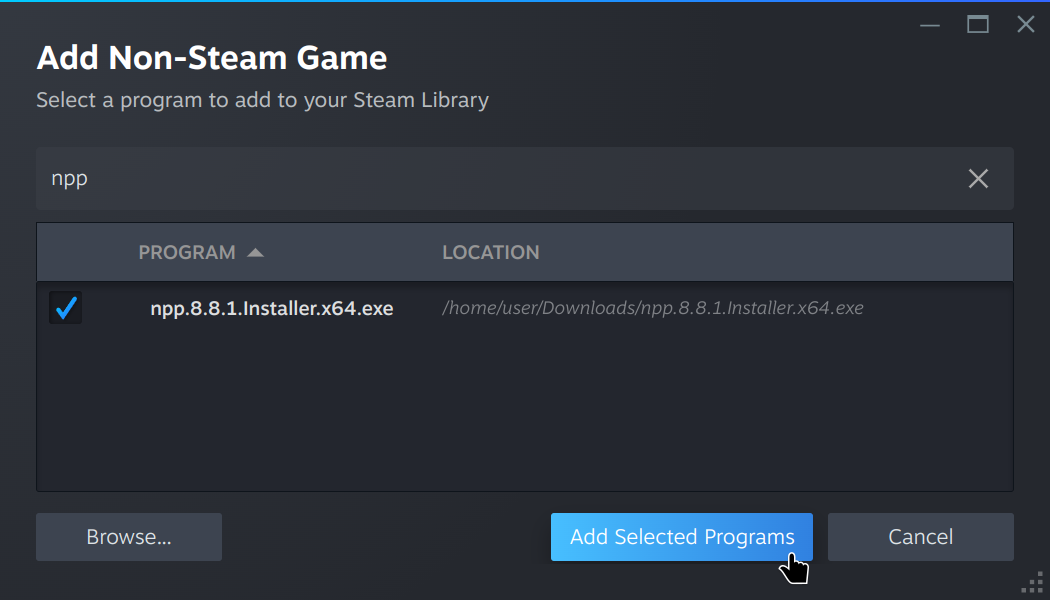 Add Non-Steam Game
Select a program to add to your Steam Library
npp
PROGRAM LOCATION
npp.8.8.1.Installer.x64.exe /home/user/Downloads/npp.8.8.1.Installer.x64.exe
Browse... Add Selected Programs Cancel